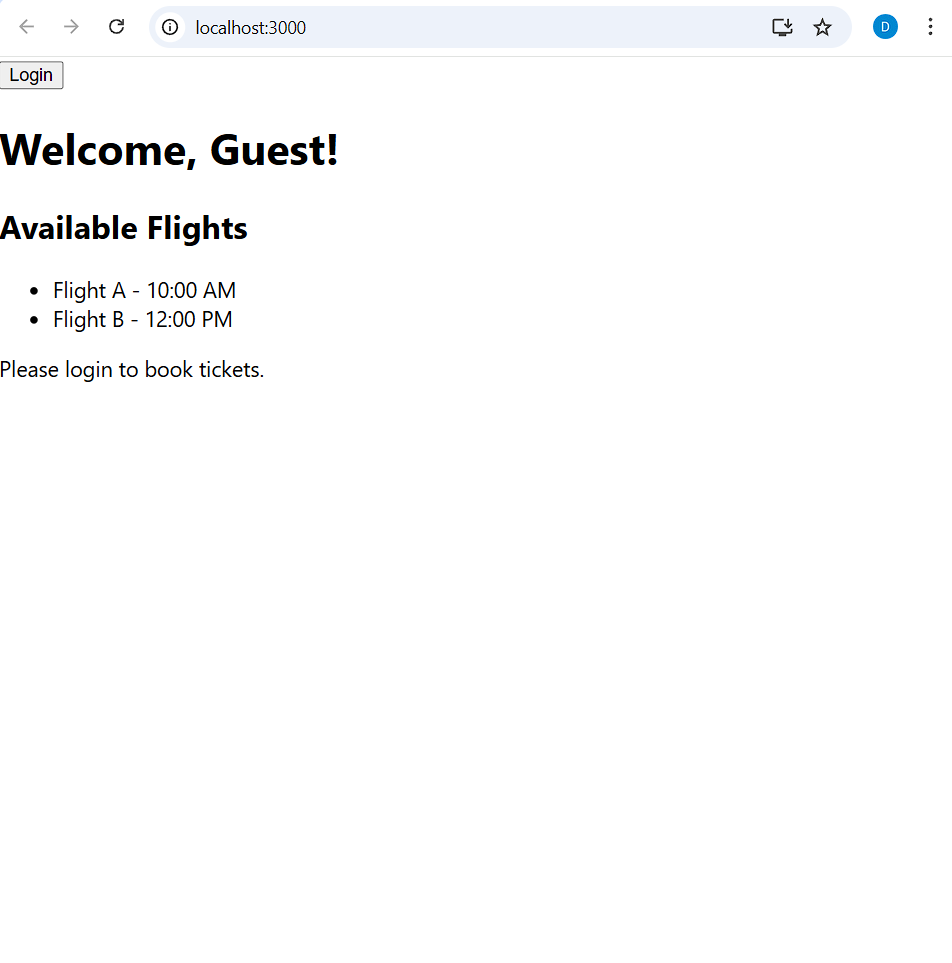 localhost:3000
D
Login
Welcome, Guest!
Available Flights
Flight A - 10:00 AM
Flight B - 12:00 PM
Please login to book tickets.